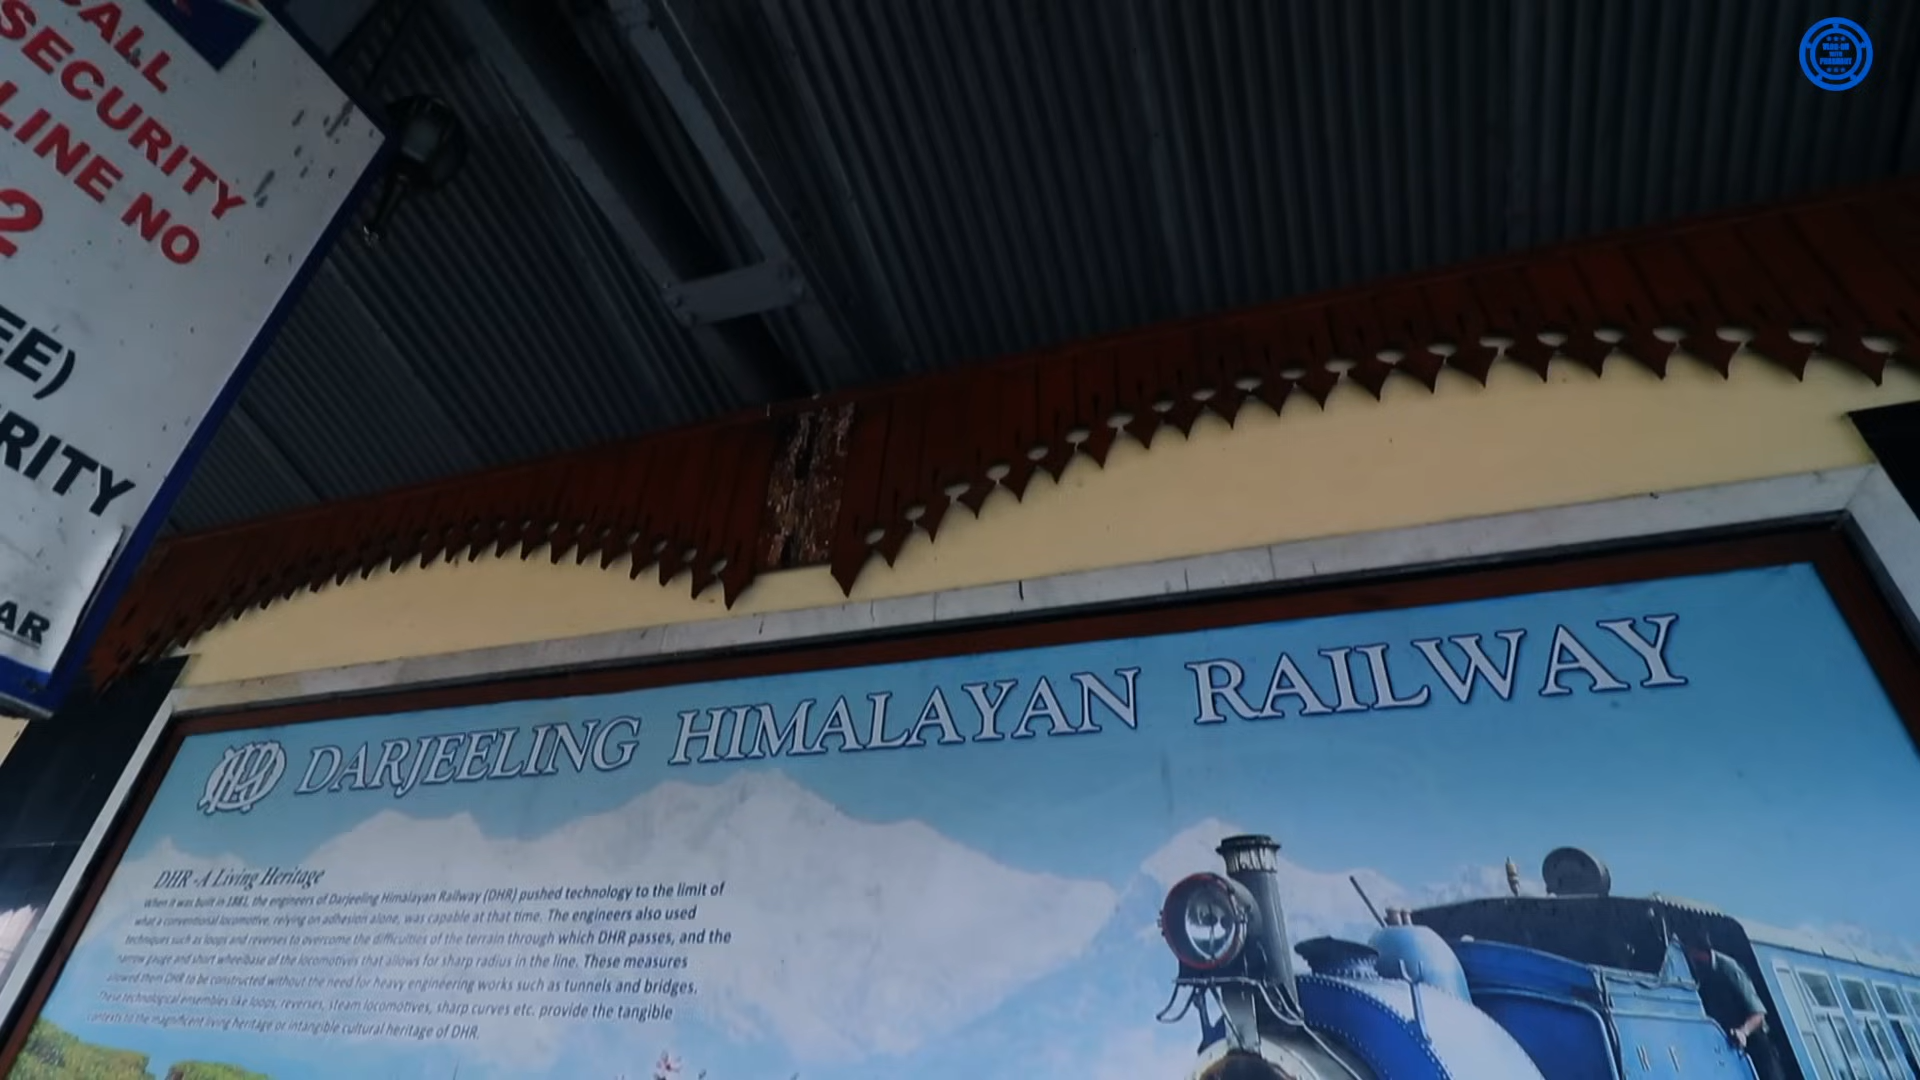 CALL
SECURITY
LINE NO
2
EE)
RITY
AR
VLOG-ON
WITH
DHR DARJEELING HIMALAYAN RAILWAY
DHR - A Living Heritage
When it was built in 1881, the engineers of Darjeeling Himalayan Railway (DHR) pushed technology to the limit of
what a conventional locomotive, relying on adhesion alone, was capable at that time. The engineers also used
techniques such as loops and reverses to overcome the difficulties of the terrain through which DHR passes, and the
narrow gauge and short wheelbase of the locomotives that allows for sharp radius in the line. These measures
allowed them DHR to be constructed without the need for heavy engineering works such as tunnels and bridges.
These technological ensembles like loops, reverses, steam locomotives, sharp curves etc. provide the tangible
contexts to the magnificent living heritage or intangible cultural heritage of DHR.